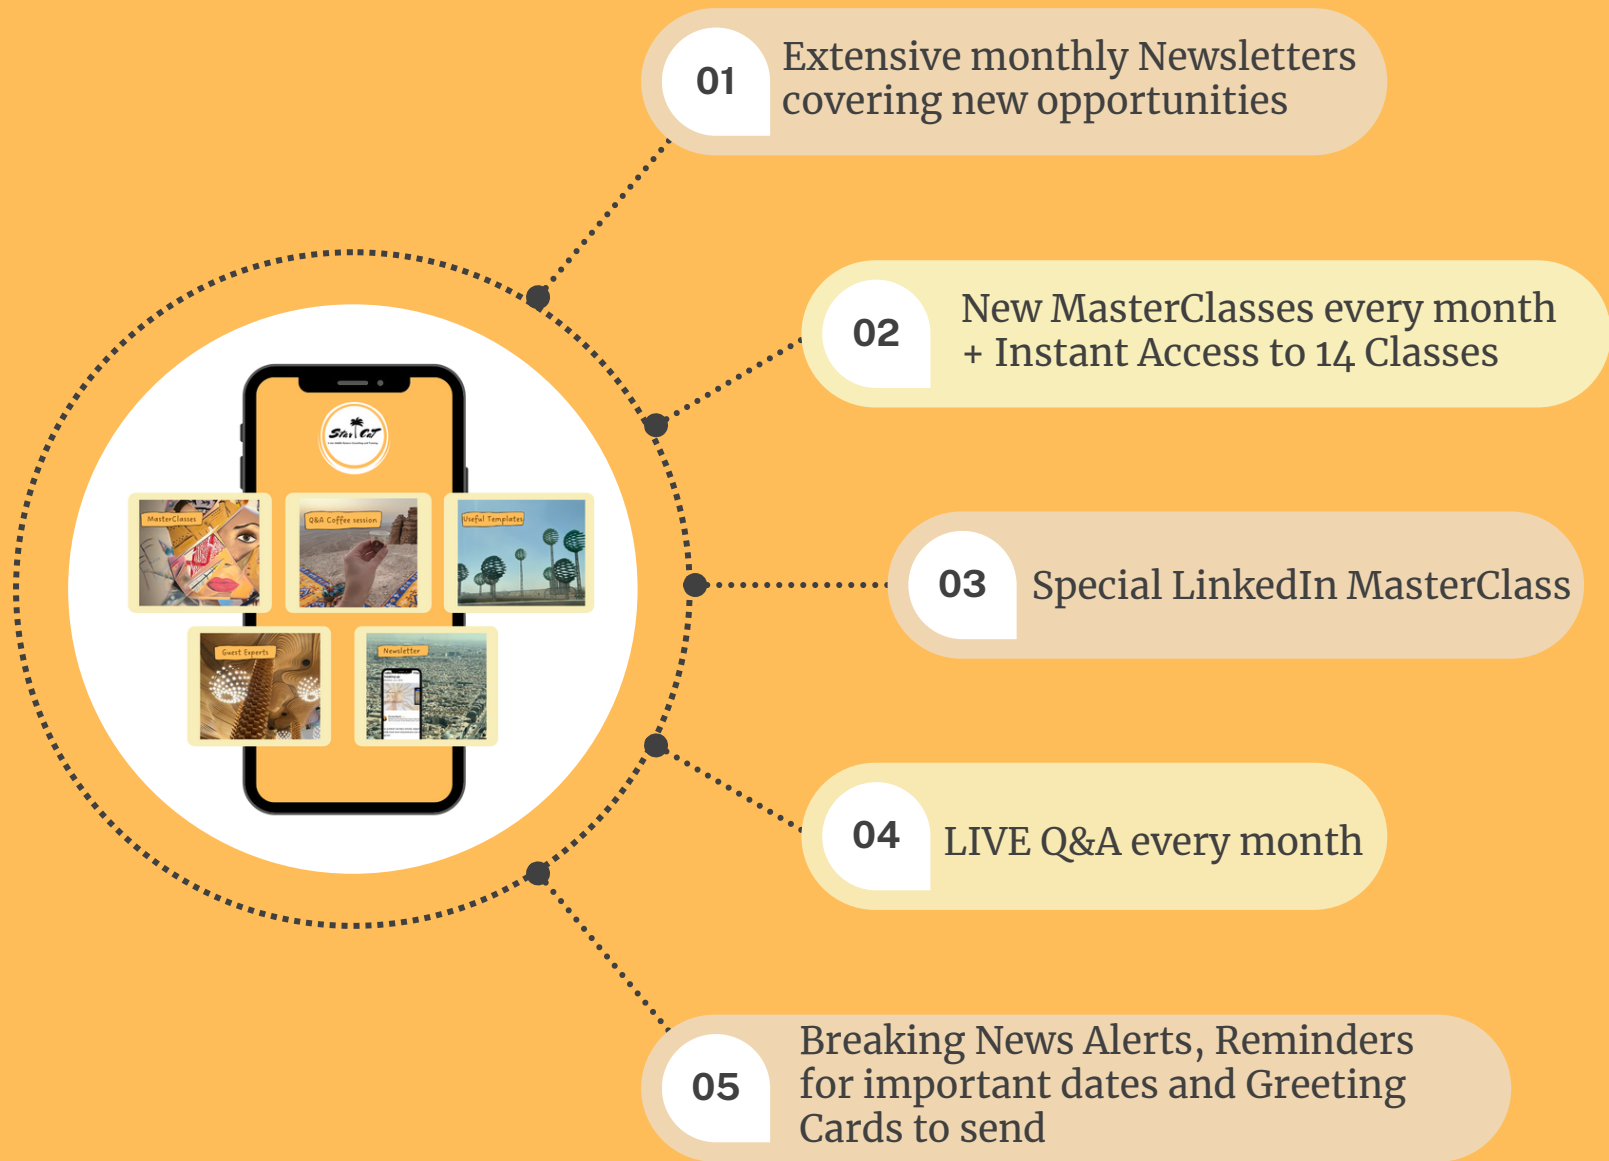 01
Extensive monthly Newsletters
covering new opportunities
02
New MasterClasses every month
+ Instant Access to 14 Classes
03
Special LinkedIn MasterClass
04
LIVE Q&A every month
05
Breaking News Alerts, Reminders
for important dates and Greeting
Cards to send
MasterClasses
Q&A Coffee session
Useful Templates
Guest Experts
Newsletter